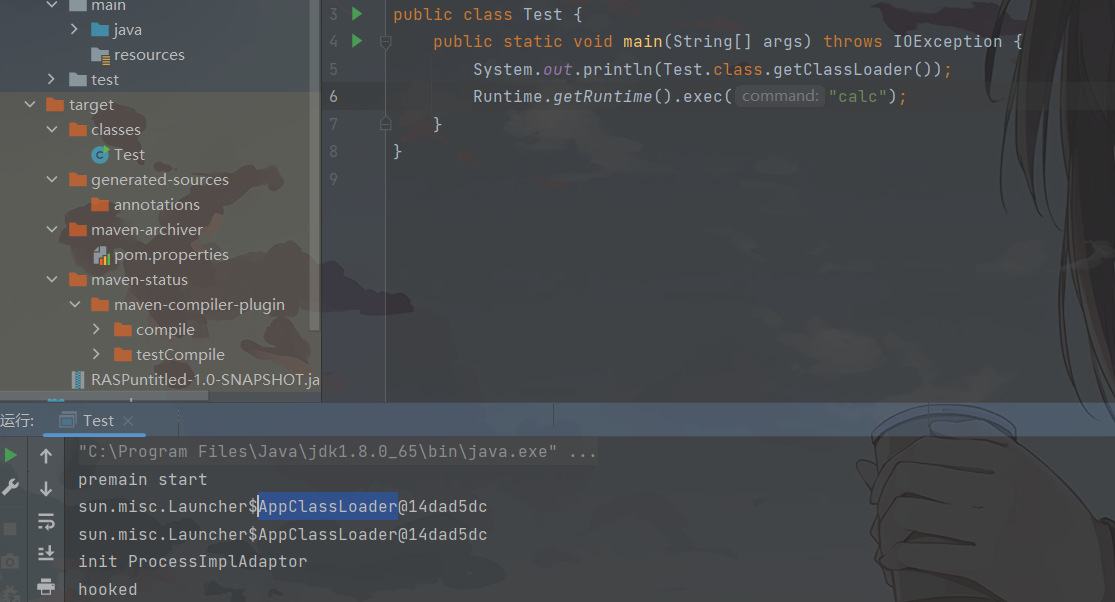 main
java
resources
test
target
classes
Test
generated-sources
annotations
maven-archiver
pom.properties
maven-status
maven-compiler-plugin
compile
testCompile
RASPuntitled-1.0-SNAPSHOT.ja
3 public class Test {
4 public static void main(String[] args) throws IOException {
5 System.out.println(Test.class.getClassLoader());
6 Runtime.getRuntime().exec( command: "calc");
7 }
8 }
9
运行: Test
"C:\Program Files\Java\jdk1.8.0_65\bin\java.exe" ...
premain start
sun.misc.Launcher$AppClassLoader@14dad5dc
sun.misc.Launcher$AppClassLoader@14dad5dc
init ProcessImplAdaptor
hooked